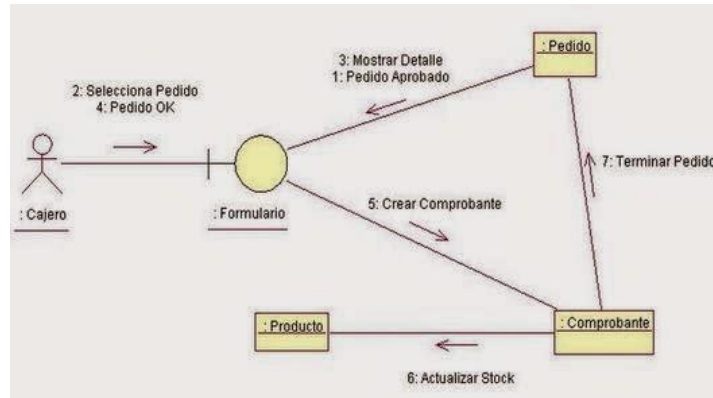 : Pedido
3: Mostrar Detalle
1: Pedido Aprobado
2: Selecciona Pedido
4: Pedido OK
7: Terminar Pedido
5: Crear Comprobante
: Cajero
: Formulario
: Producto
: Comprobante
6: Actualizar Stock